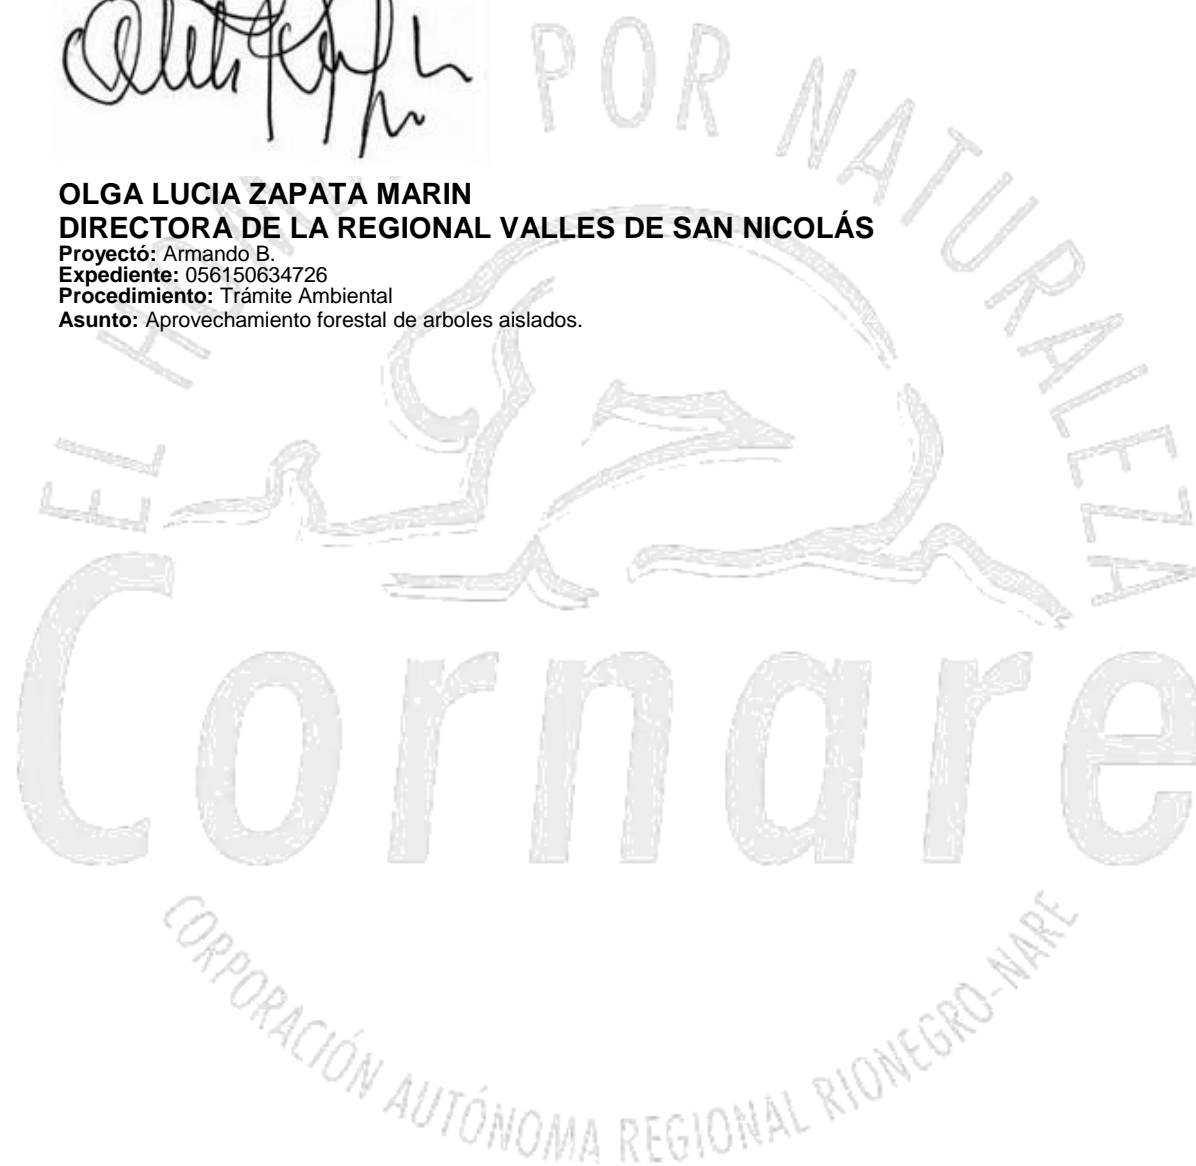 OLGA LUCIA ZAPATA MARIN
DIRECTORA DE LA REGIONAL VALLES DE SAN NICOLÁS
Proyectó: Armando B.
Expediente: 056150634726
Procedimiento: Trámite Ambiental
Asunto: Aprovechamiento forestal de arboles aislados.
POR NATURALEZA
Cornare
CORPORACIÓN AUTÓNOMA REGIONAL RIONEGRO-NARE